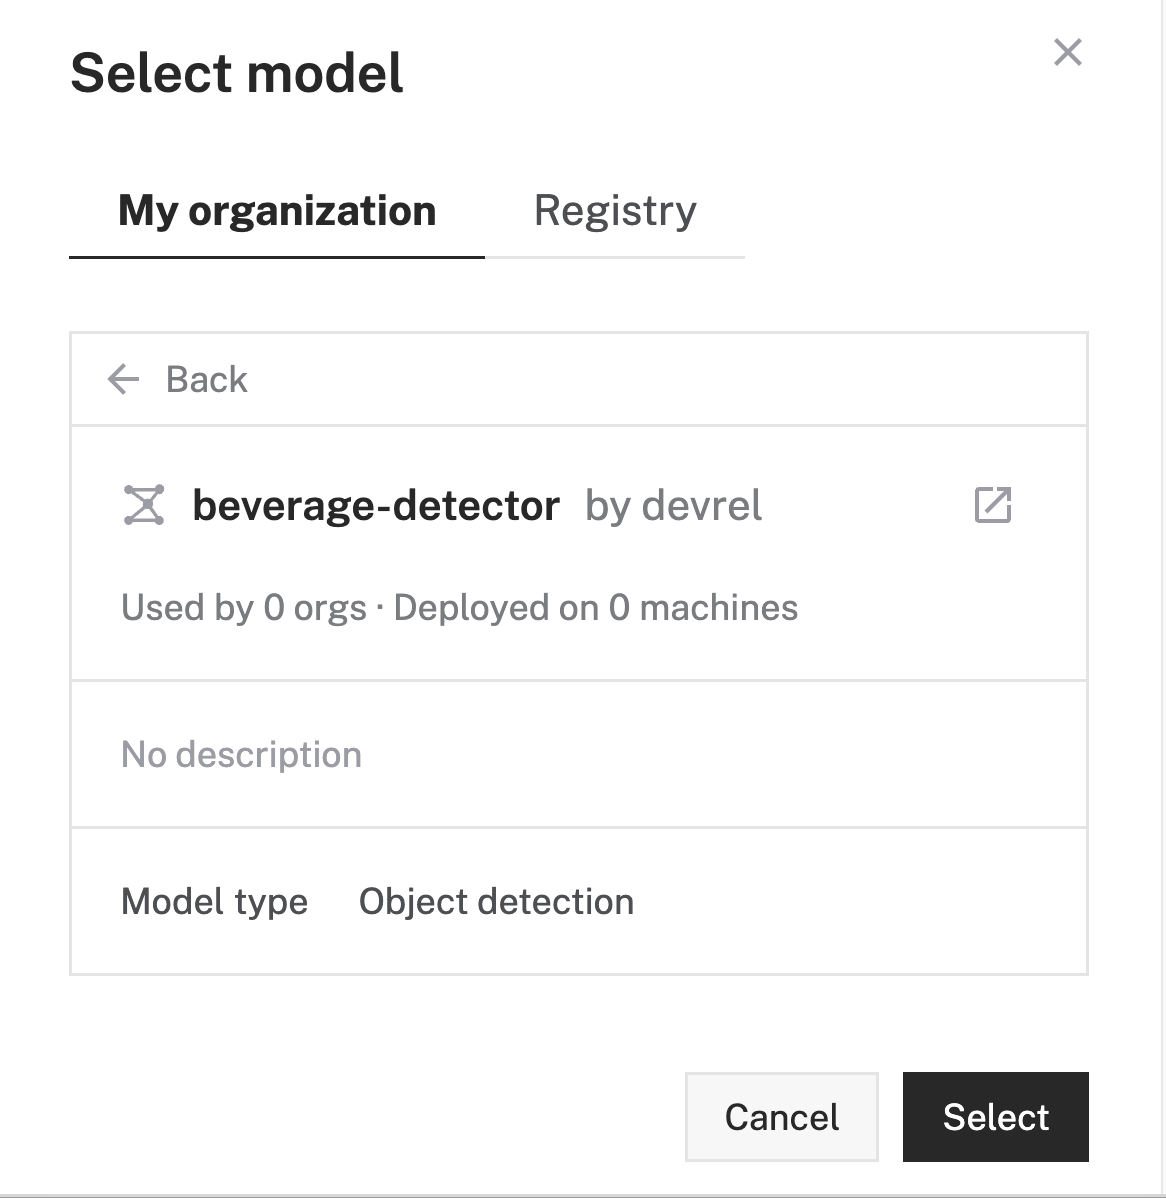 Select model
My organization Registry
Back
beverage-detector by devrel
Used by 0 orgs · Deployed on 0 machines
No description
Model type Object detection
Cancel Select